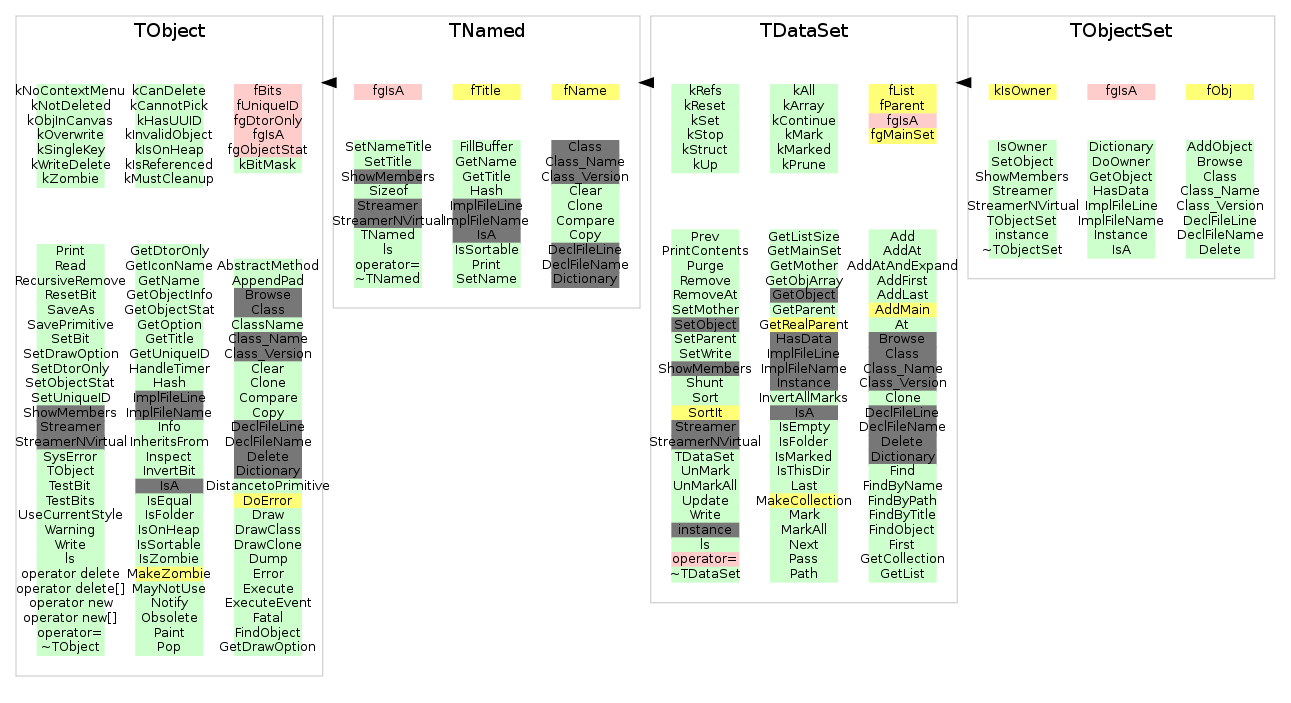 TObject
kNoContextMenu
kNotDeleted
kObjInCanvas
kOverwrite
kSingleKey
kWriteDelete
kZombie
kCanDelete
kCannotPick
kHasUUID
kInvalidObject
kIsOnHeap
kIsReferenced
kMustCleanup
fBits
fUniqueID
fgDtorOnly
fgIsA
fgObjectStat
kBitMask
Print
Read
RecursiveRemove
ResetBit
SaveAs
SavePrimitive
SetBit
SetDrawOption
SetDtorOnly
SetObjectStat
SetUniqueID
ShowMembers
Streamer
StreamerNVirtual
SysError
TObject
TestBit
TestBits
UseCurrentStyle
Warning
Write
ls
operator delete
operator delete[]
operator new
operator new[]
operator=
~TObject
GetDtorOnly
GetIconName
GetName
GetObjectInfo
GetObjectStat
GetOption
GetTitle
GetUniqueID
HandleTimer
Hash
ImplFileLine
ImplFileName
Info
InheritsFrom
Inspect
InvertBit
IsA
IsEqual
IsFolder
IsOnHeap
IsSortable
IsZombie
MakeZombie
MayNotUse
Notify
Obsolete
Paint
Pop
AbstractMethod
AppendPad
Browse
Class
ClassName
Class_Name
Class_Version
Clear
Clone
Compare
Copy
DeclFileLine
DeclFileName
Delete
Dictionary
DistancetoPrimitive
DoError
Draw
DrawClass
DrawClone
Dump
Error
Execute
ExecuteEvent
Fatal
FindObject
GetDrawOption
TNamed
fgIsA
fTitle
fName
SetNameTitle
SetTitle
ShowMembers
Sizeof
Streamer
StreamerNVirtual
TNamed
ls
operator=
~TNamed
FillBuffer
GetName
GetTitle
Hash
ImplFileLine
ImplFileName
IsA
IsSortable
Print
SetName
Class
Class_Name
Class_Version
Clear
Clone
Compare
Copy
DeclFileLine
DeclFileName
Dictionary
TDataSet
kRefs
kReset
kSet
kStop
kStruct
kUp
kAll
kArray
kContinue
kMark
kMarked
kPrune
fList
fParent
fgIsA
fgMainSet
Prev
PrintContents
Purge
Remove
RemoveAt
SetMother
SetObject
SetParent
SetWrite
ShowMembers
Shunt
Sort
SortIt
Streamer
StreamerNVirtual
TDataSet
UnMark
UnMarkAll
Update
Write
instance
ls
operator=
~TDataSet
GetListSize
GetMainSet
GetMother
GetObjArray
GetObject
GetParent
GetRealParent
HasData
ImplFileLine
ImplFileName
Instance
InvertAllMarks
IsA
IsEmpty
IsFolder
IsMarked
IsThisDir
Last
MakeCollection
Mark
MarkAll
Next
Pass
Path
Add
AddAt
AddAtAndExpand
AddFirst
AddLast
AddMain
At
Browse
Class
Class_Name
Class_Version
Clone
DeclFileLine
DeclFileName
Delete
Dictionary
Find
FindByName
FindByPath
FindByTitle
FindObject
First
GetCollection
GetList
TObjectSet
kIsOwner
fgIsA
fObj
IsOwner
SetObject
ShowMembers
Streamer
StreamerNVirtual
TObjectSet
instance
~TObjectSet
Dictionary
DoOwner
GetObject
HasData
ImplFileLine
ImplFileName
Instance
IsA
AddObject
Browse
Class
Class_Name
Class_Version
DeclFileLine
DeclFileName
Delete